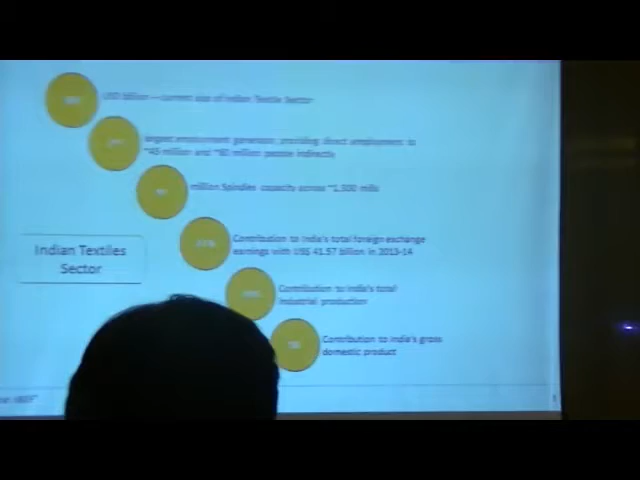 USD billion – current size of Indian Textile Sector
largest employment generator, providing direct employment to
~45 million and ~60 million people indirectly
million Spindles capacity across ~1,500 mills
Contribution to India's total foreign exchange
earnings with US$ 41.57 billion in 2013-14
Indian Textiles
Sector
Contribution to India's total
industrial production
Contribution to India's gross
domestic product